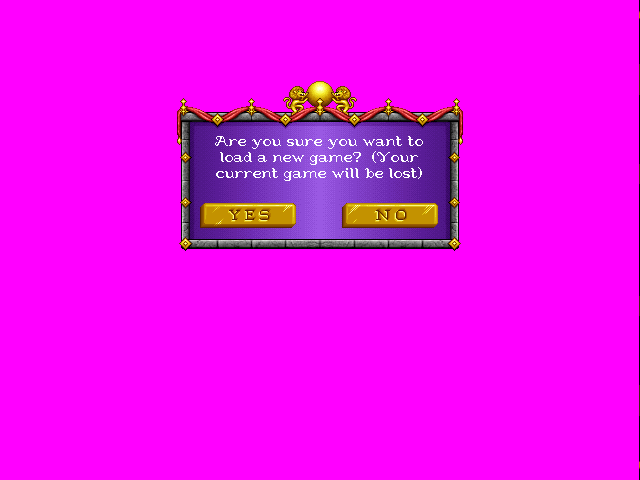 Are you sure you want to
load a new game? (Your
current game will be lost)
YES
NO